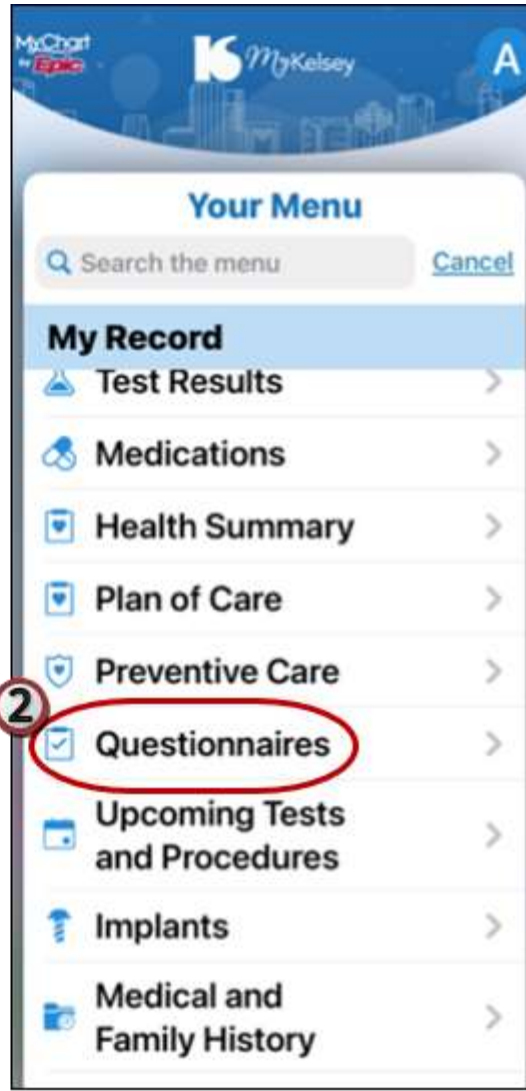 MyChart
by Epic
MyKelsey
A
Your Menu
Search the menu
Cancel
My Record
Test Results
Medications
Health Summary
Plan of Care
Preventive Care
2
Questionnaires
Upcoming Tests
and Procedures
Implants
Medical and
Family History